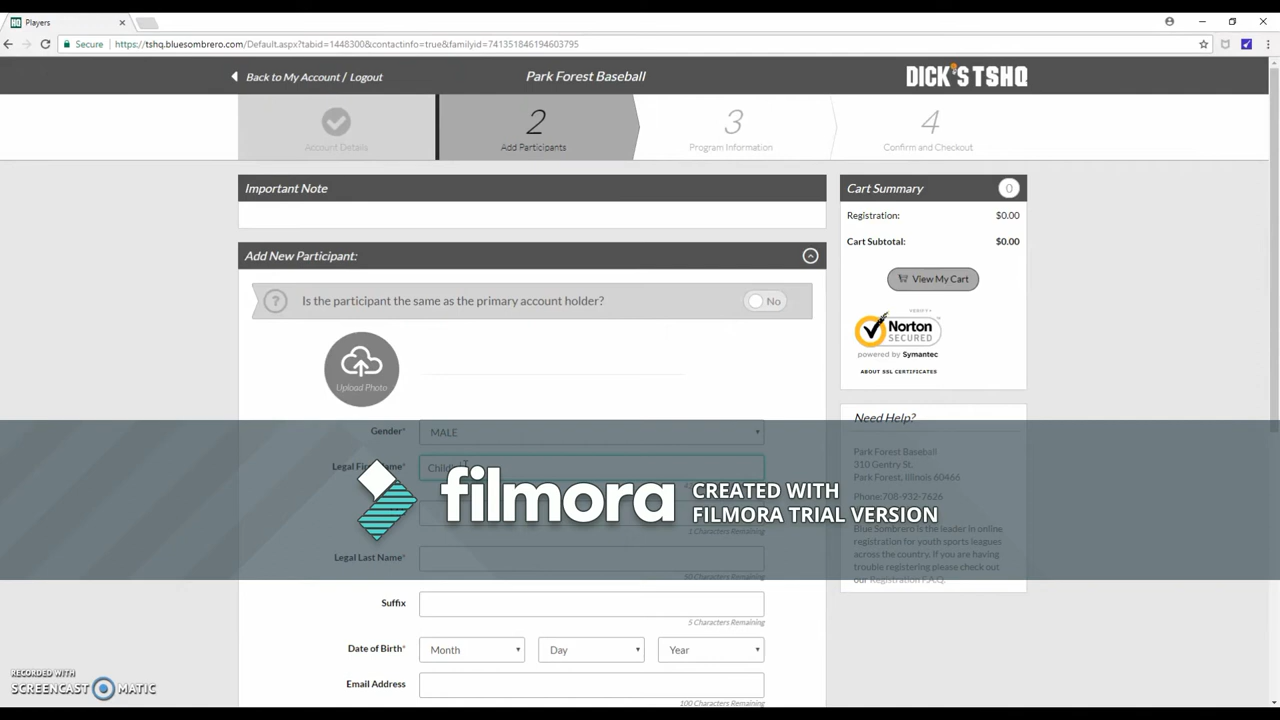 Players
Secure
https://tshq.bluesombrero.com/Default.aspx?tabid=1448300&contactinfo=true&familyid=741351846194603795
Back to My Account / Logout
Park Forest Baseball
DICK'S TSHQ
Account Details
2
Add Participants
3
Program Information
4
Confirm and Checkout
Important Note
Cart Summary
0
Registration:
$0.00
Cart Subtotal:
$0.00
View My Cart
VERIFY
Norton
SECURED
powered by Symantec
ABOUT SSL CERTIFICATES
Add New Participant:
? Is the participant the same as the primary account holder?
No
Upload Photo
Gender*
MALE
Legal First Name*
Legal Last Name*
50 Characters Remaining
Suffix
5 Characters Remaining
Date of Birth*
Month
Day
Year
Email Address
100 Characters Remaining
Need Help?
Park Forest Baseball
310 Gentry St.
Park Forest, Illinois 60466
Phone:708-932-7626
Blue Sombrero is the leader in online
registration for youth sports leagues
across the country. If you are having
trouble registering please check out
our Registration F.A.Q.
filmora
CREATED WITH
FILMORA TRIAL VERSION
RECORDED WITH
SCREENCAST MATIC